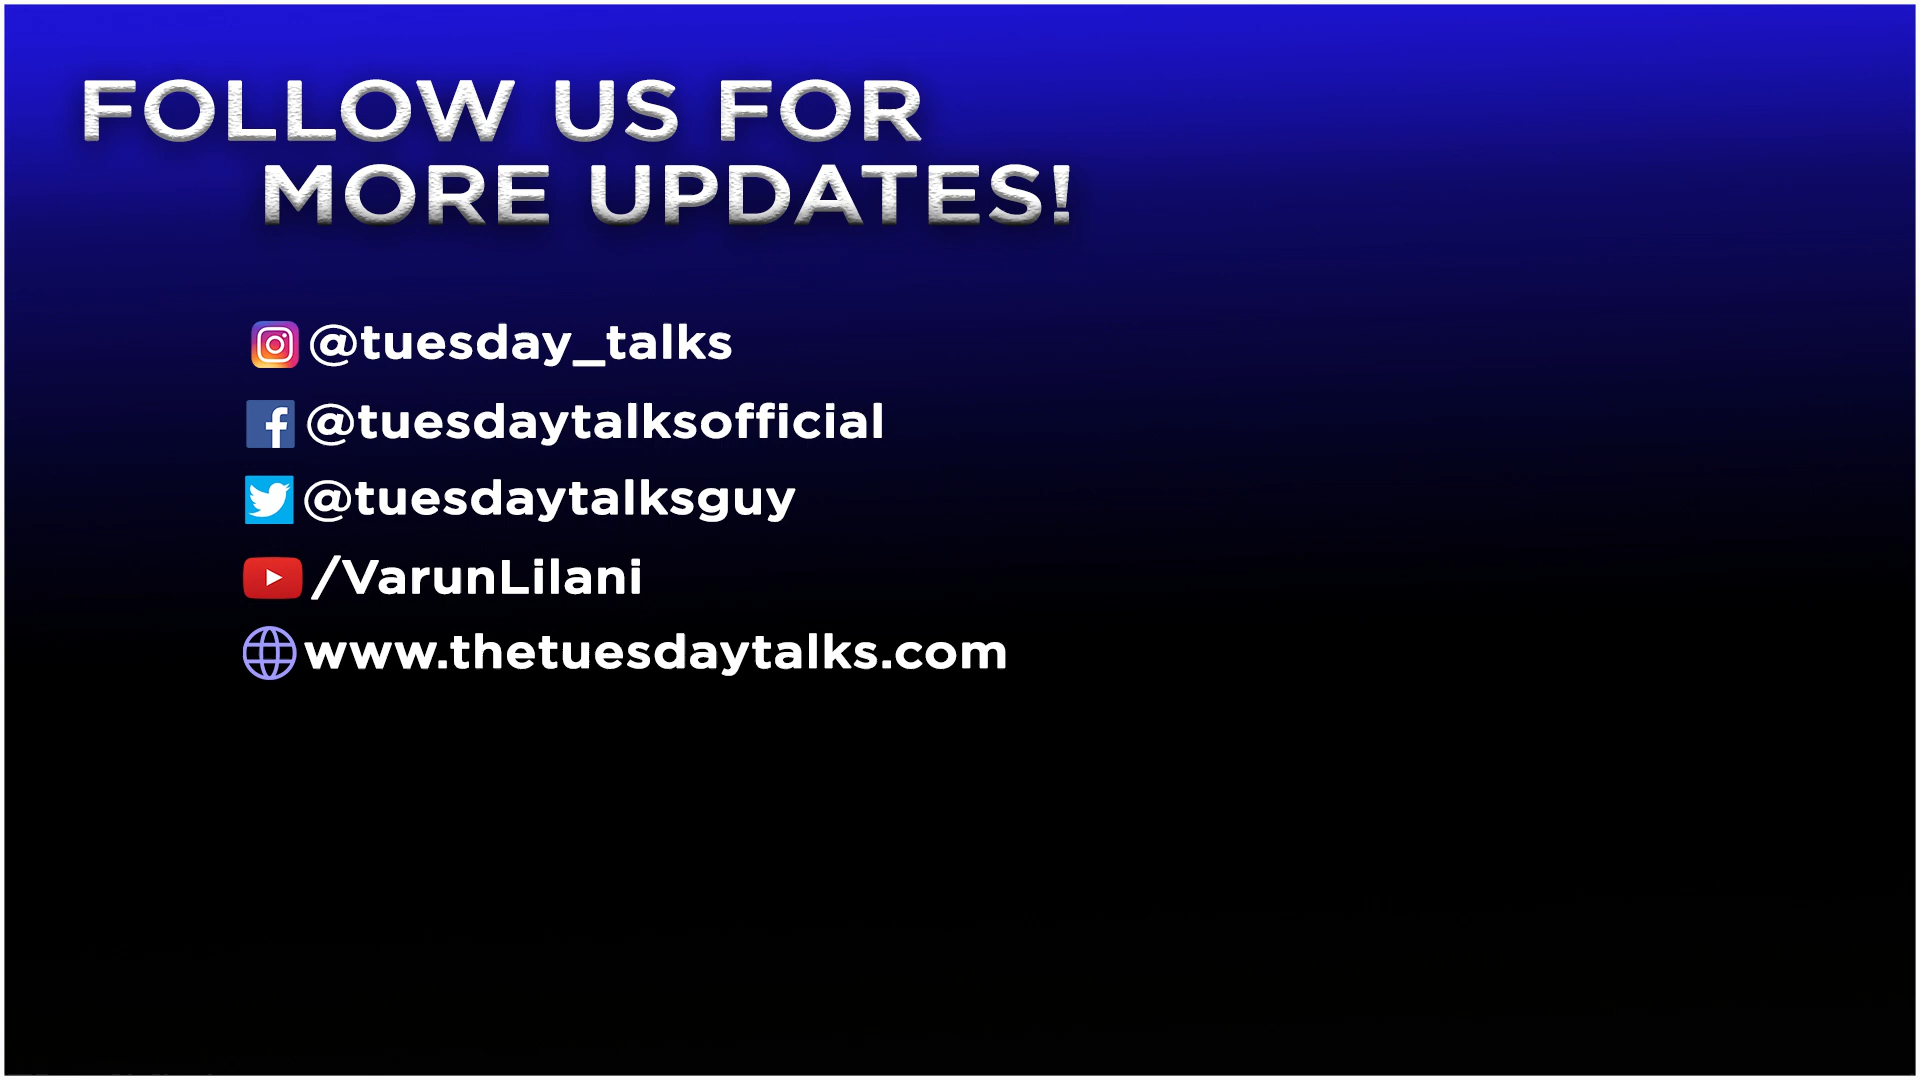 FOLLOW US FOR
MORE UPDATES!
@tuesday_talks
@tuesdaytalksofficial
@tuesdaytalksguy
/VarunLilani
www.thetuesdaytalks.com